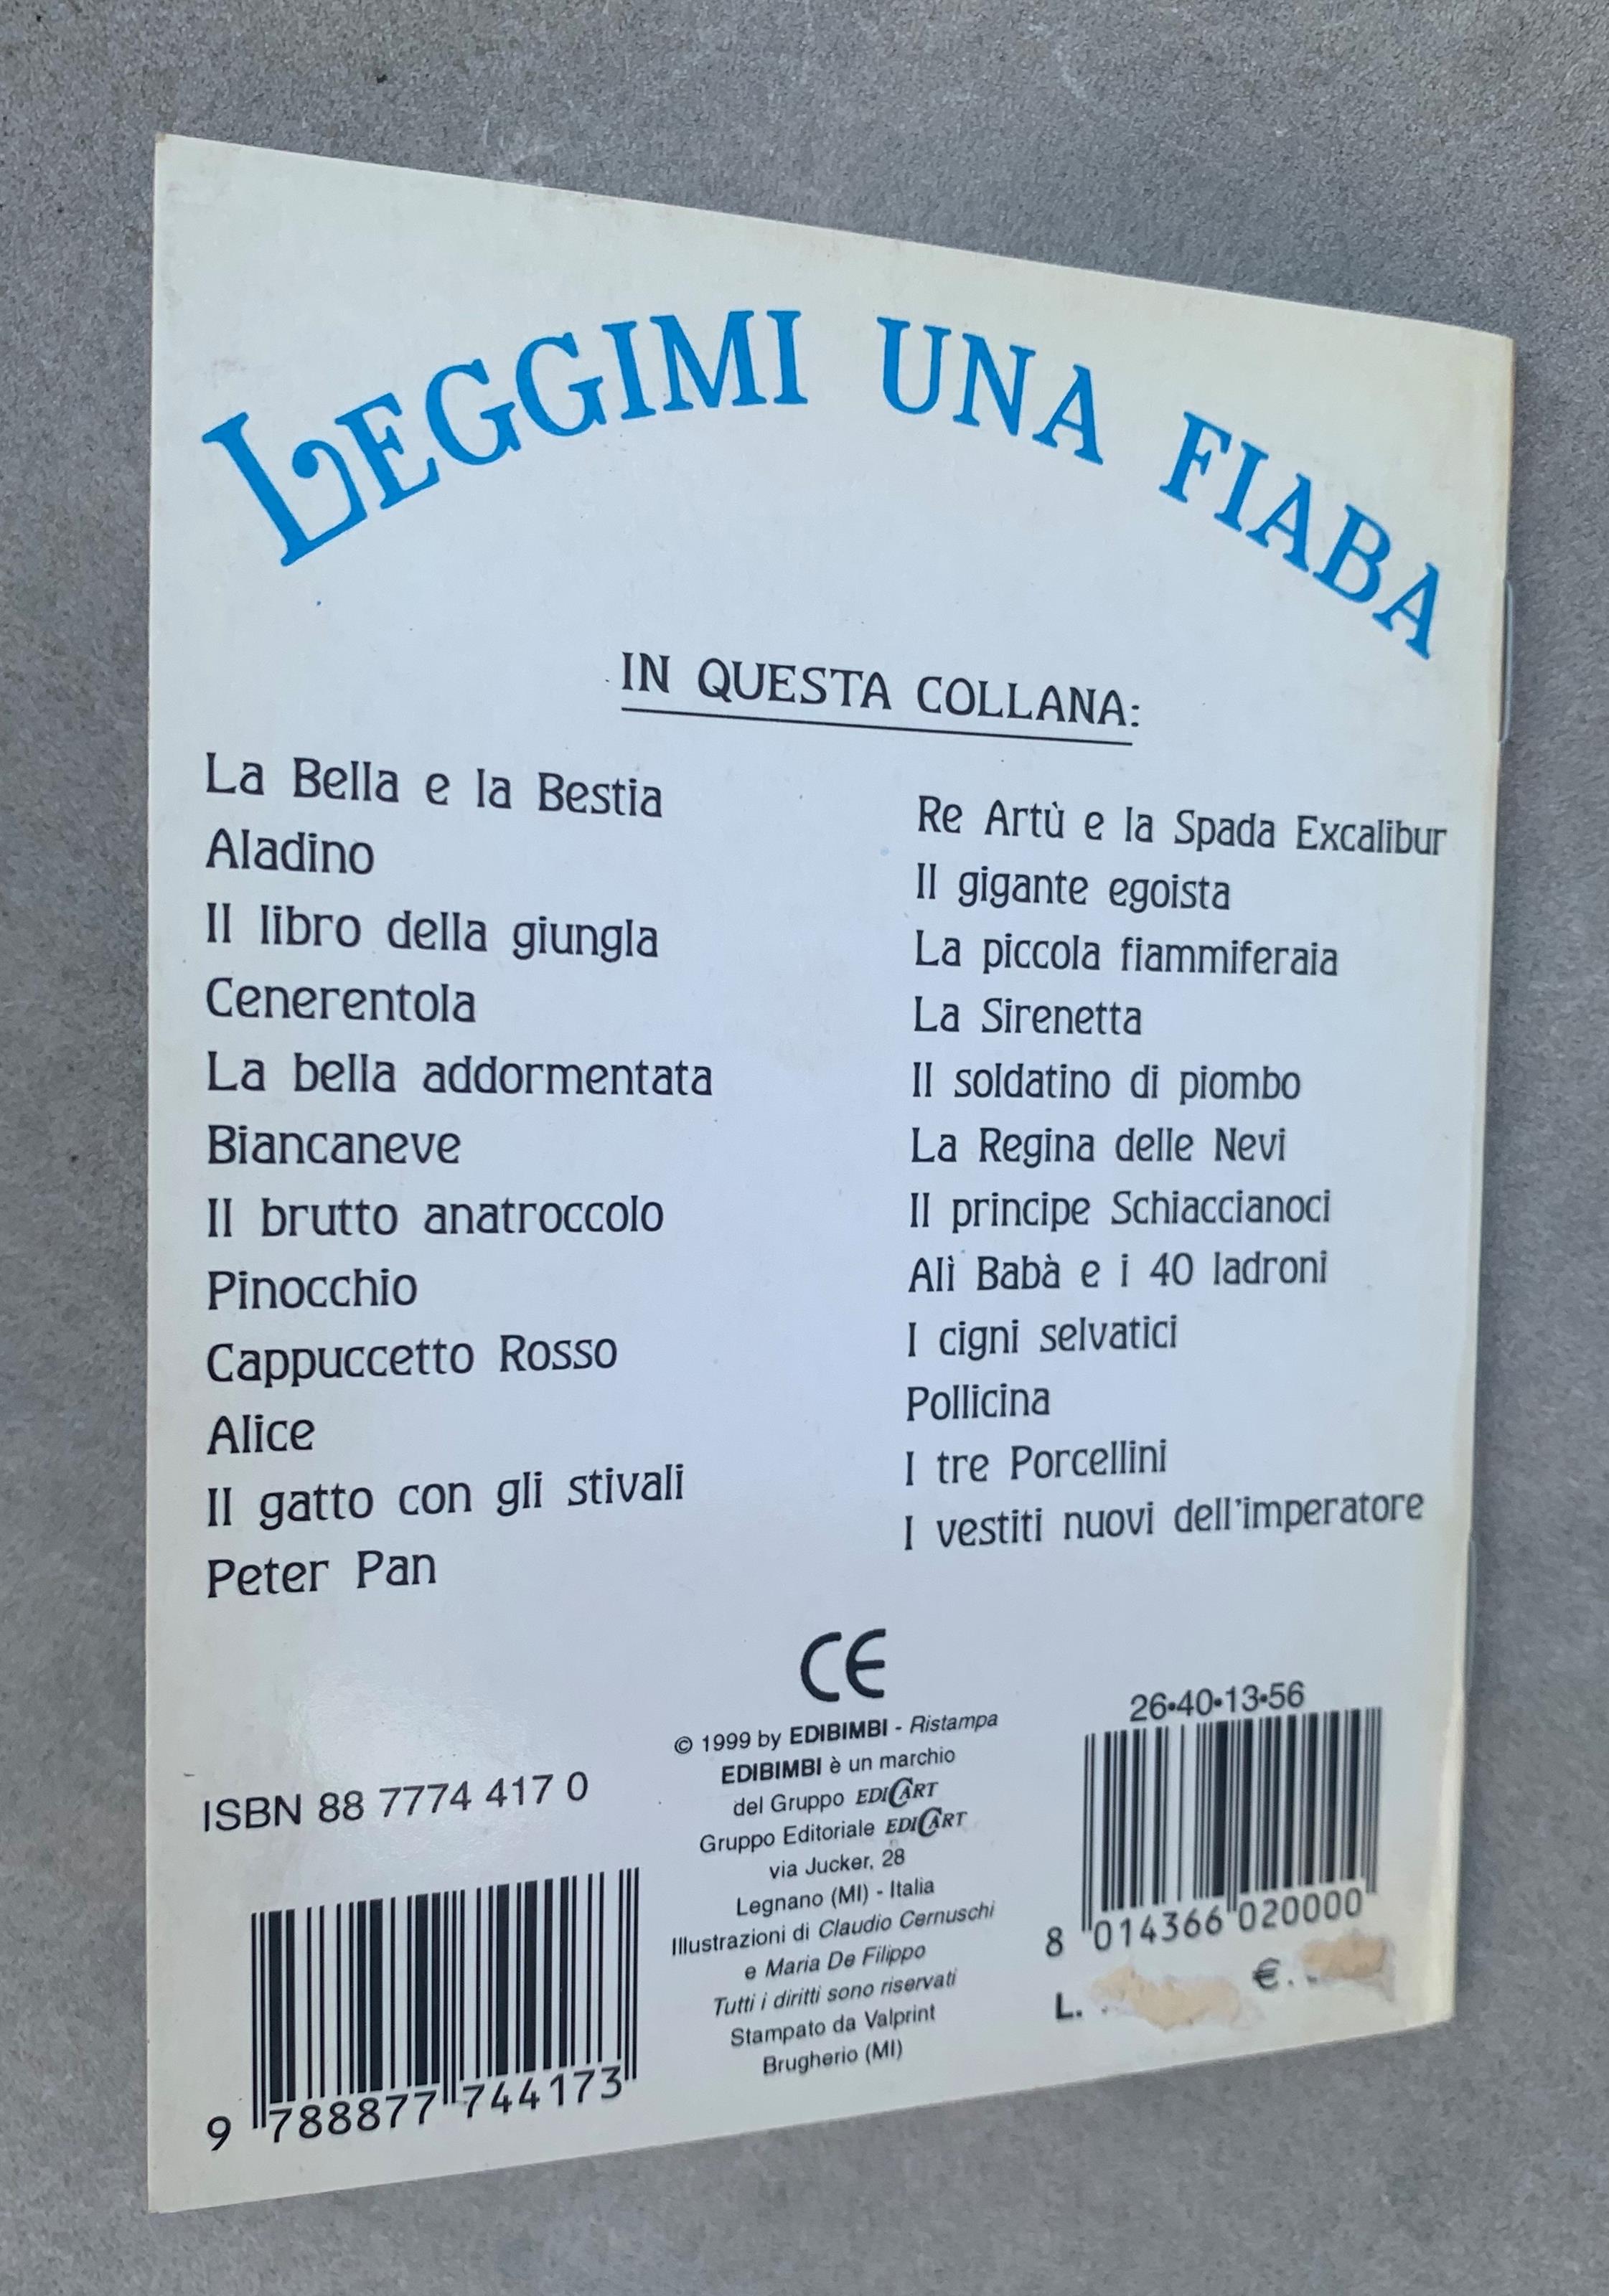 LEGGIMI UNA FIABA
IN QUESTA COLLANA:
La Bella e la Bestia
Aladino
Il libro della giungla
Cenerentola
La bella addormentata
Biancaneve
Il brutto anatroccolo
Pinocchio
Cappuccetto Rosso
Alice
Il gatto con gli stivali
Peter Pan
Re Artù e la Spada Excalibur
Il gigante egoista
La piccola fiammiferaia
La Sirenetta
Il soldatino di piombo
La Regina delle Nevi
Il principe Schiaccianoci
Alì Babà e i 40 ladroni
I cigni selvatici
Pollicina
I tre Porcellini
I vestiti nuovi dell'imperatore
ISBN 88 7774 417 0
9 788877 744173
CE
© 1999 by EDIBIMBI - Ristampa
EDIBIMBI è un marchio
del Gruppo EDICART
Gruppo Editoriale EDICART
via Jucker, 28
Legnano (MI) - Italia
Illustrazioni di Claudio Cernuschi
e Maria De Filippo
Tutti i diritti sono riservati
Stampato da Valprint
Brugherio (MI)
26•40•13•56
8 014366 020000
L. €.